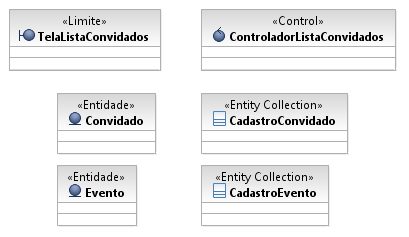 «Limite»
TelaListaConvidados
«Control»
ControladorListaConvidados
«Entidade»
Convidado
«Entity Collection»
CadastroConvidado
«Entidade»
Evento
«Entity Collection»
CadastroEvento